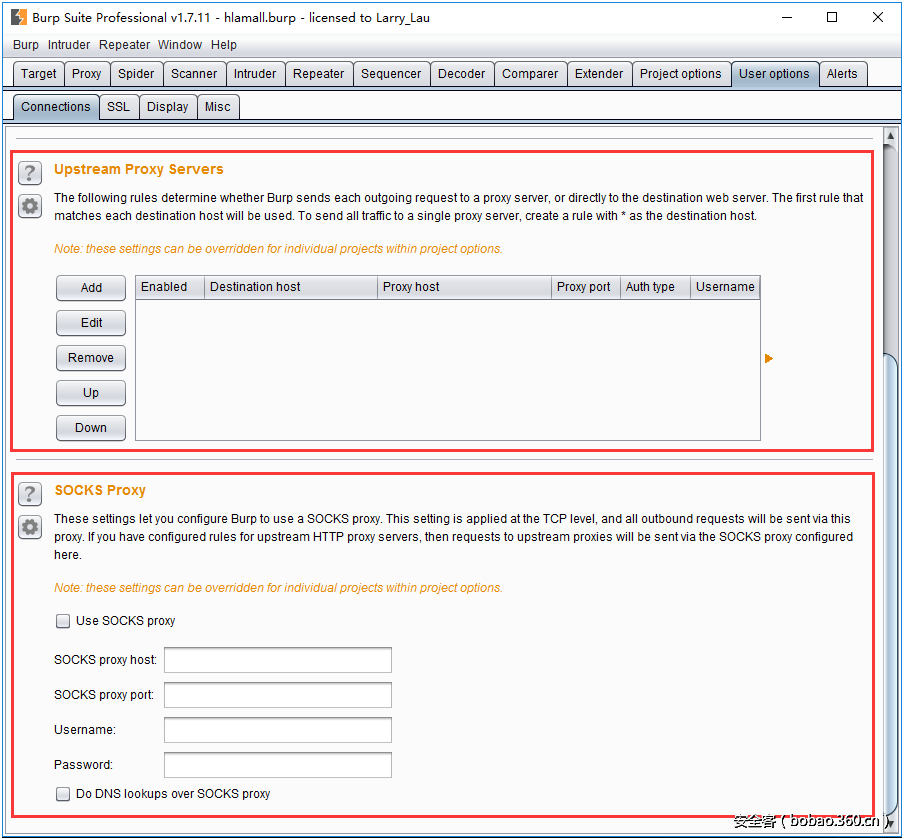 Burp Suite Professional v1.7.11 - hlamall.burp - licensed to Larry_Lau
Burp Intruder Repeater Window Help
Target Proxy Spider Scanner Intruder Repeater Sequencer Decoder Comparer Extender Project options User options Alerts
Connections SSL Display Misc
? Upstream Proxy Servers
The following rules determine whether Burp sends each outgoing request to a proxy server, or directly to the destination web server. The first rule that
matches each destination host will be used. To send all traffic to a single proxy server, create a rule with * as the destination host.
Note: these settings can be overridden for individual projects within project options.
Add
Edit
Remove
Up
Down
Enabled Destination host Proxy host Proxy port Auth type Username
? SOCKS Proxy
These settings let you configure Burp to use a SOCKS proxy. This setting is applied at the TCP level, and all outbound requests will be sent via this
proxy. If you have configured rules for upstream HTTP proxy servers, then requests to upstream proxies will be sent via the SOCKS proxy configured
here.
Note: these settings can be overridden for individual projects within project options.
Use SOCKS proxy
SOCKS proxy host:
SOCKS proxy port:
Username:
Password:
Do DNS lookups over SOCKS proxy
安全客 ( bobao.360.cn )